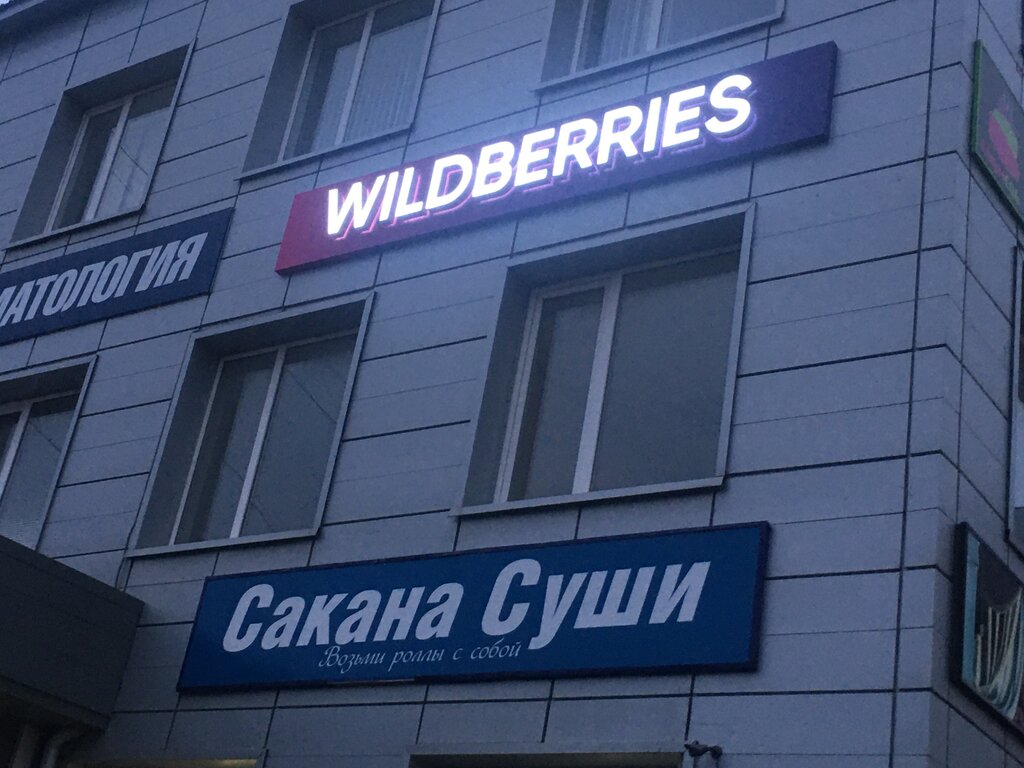 WILDBERRIES
МАТОЛОГИЯ
Сакана Суши
Возьми роллы с собой